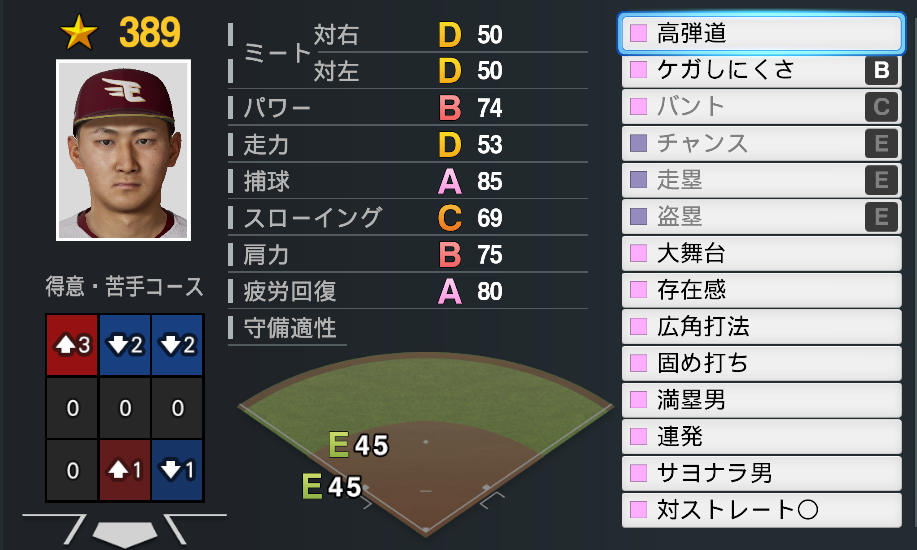 ★ 389
ミート
対右 D 50
対左 D 50
パワー B 74
走力 D 53
捕球 A 85
スローイング C 69
肩力 B 75
疲労回復 A 80
守備適性
E 45
E 45
得意・苦手コース
⬆3 ⬇2 ⬇2
0 0 0
0 ⬆1 ⬇1
高弾道
ケガしにくさ B
バント C
チャンス E
走塁 E
盗塁 E
大舞台
存在感
広角打法
固め打ち
満塁男
連発
サヨナラ男
対ストレート○